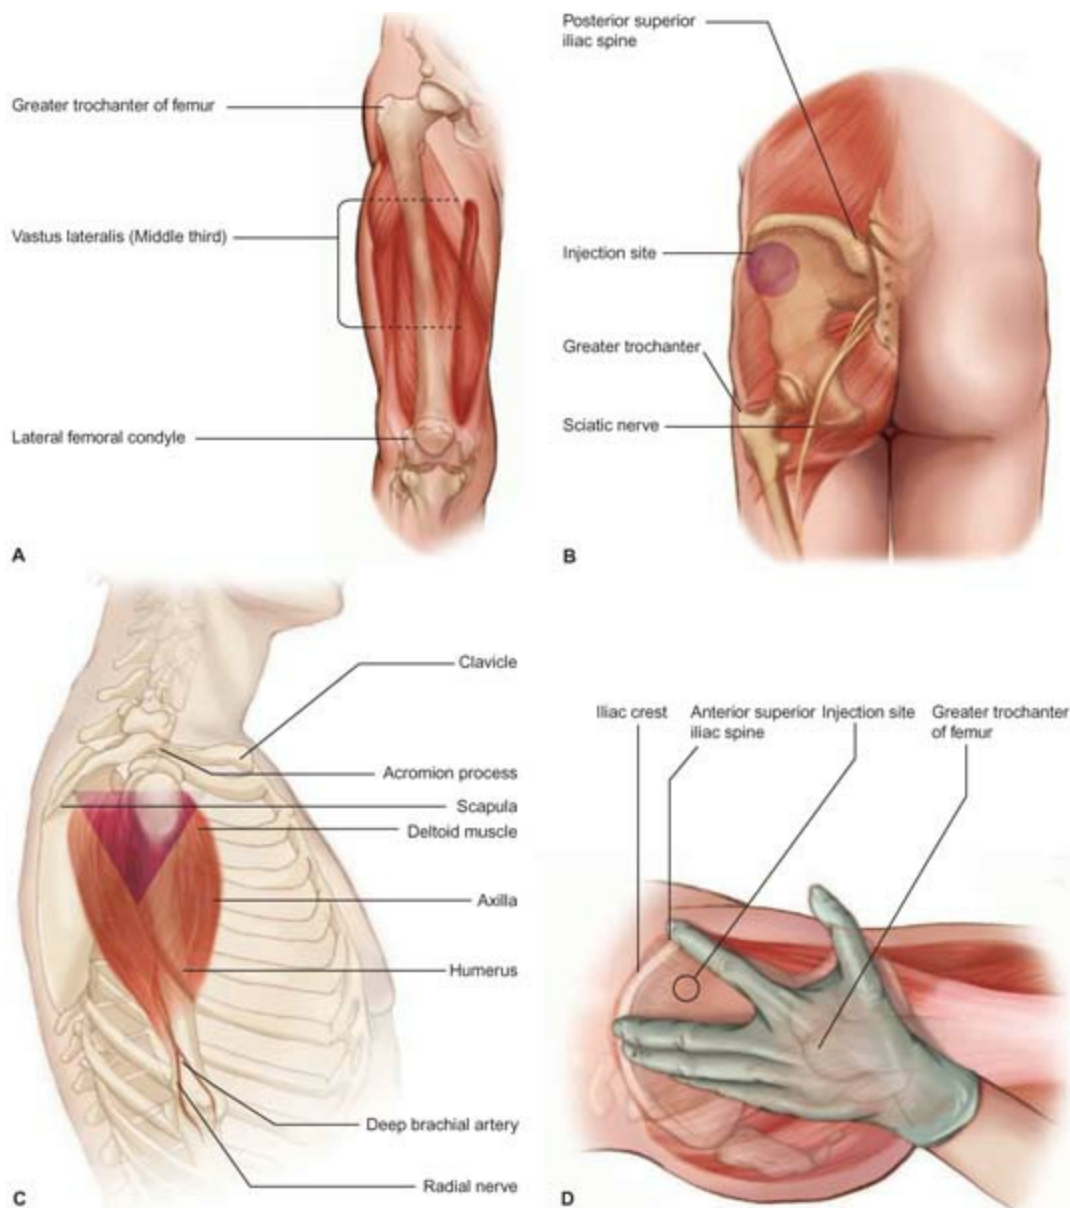 Greater trochanter of femur
Vastus lateralis (Middle third)
Lateral femoral condyle
A
Posterior superior
iliac spine
Injection site
Greater trochanter
Sciatic nerve
B
Clavicle
Acromion process
Scapula
Deltoid muscle
Axilla
Humerus
Deep brachial artery
Radial nerve
C
Iliac crest
Anterior superior
iliac spine
Injection site
Greater trochanter
of femur
D